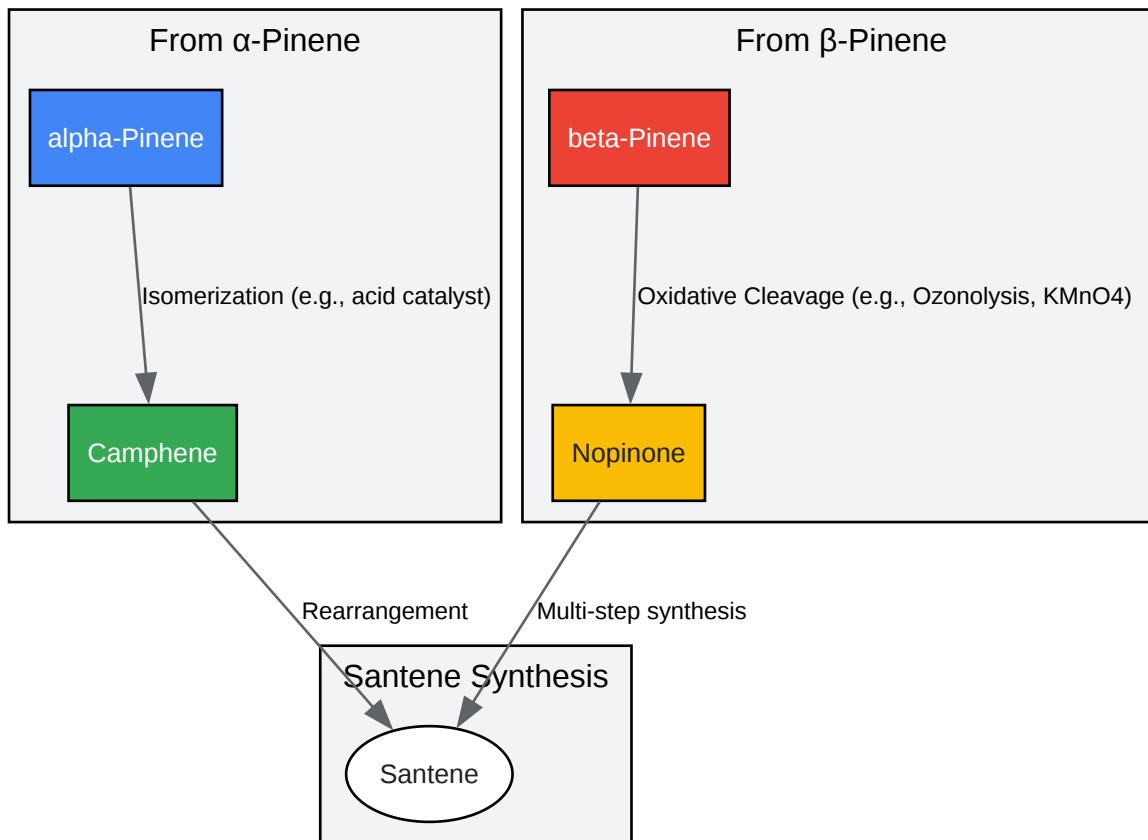 From α-Pinene
alpha-Pinene
Isomerization (e.g., acid catalyst)
Camphene
From β-Pinene
beta-Pinene
Oxidative Cleavage (e.g., Ozonolysis, KMnO4)
Nopinone
Rearrangement
Multi-step synthesis
Santene Synthesis
Santene